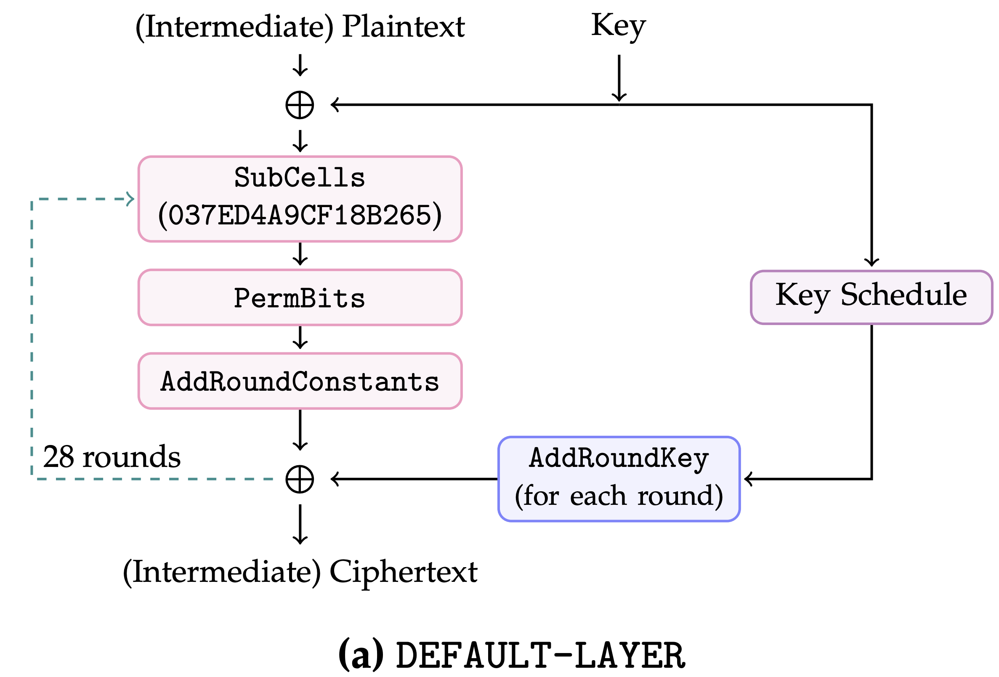 (Intermediate) Plaintext
Key
SubCells
(037ED4A9CF18B265)
PermBits
Key Schedule
AddRoundConstants
28 rounds
AddRoundKey
(for each round)
(Intermediate) Ciphertext
(a) DEFAULT-LAYER